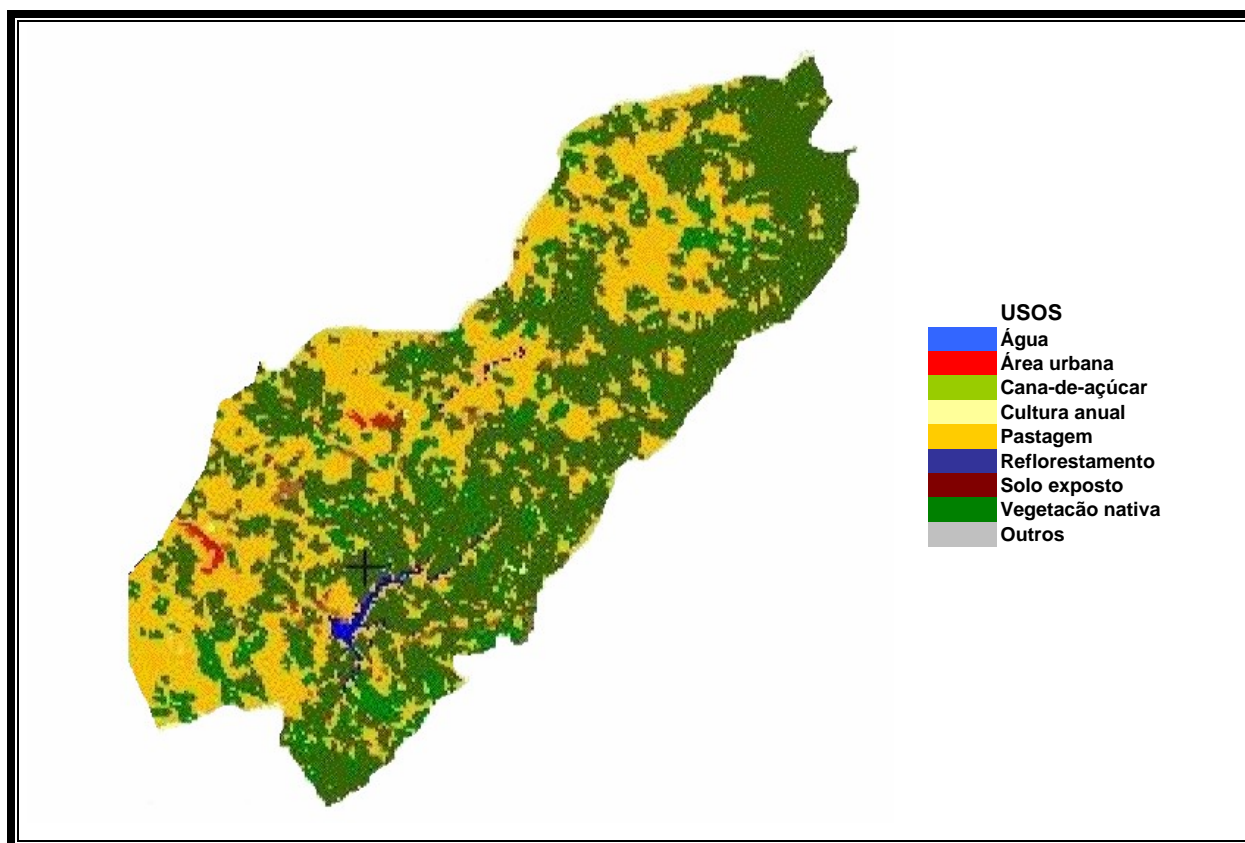 USOS
Água
Área urbana
Cana-de-açúcar
Cultura anual
Pastagem
Reflorestamento
Solo exposto
Vegetacão nativa
Outros